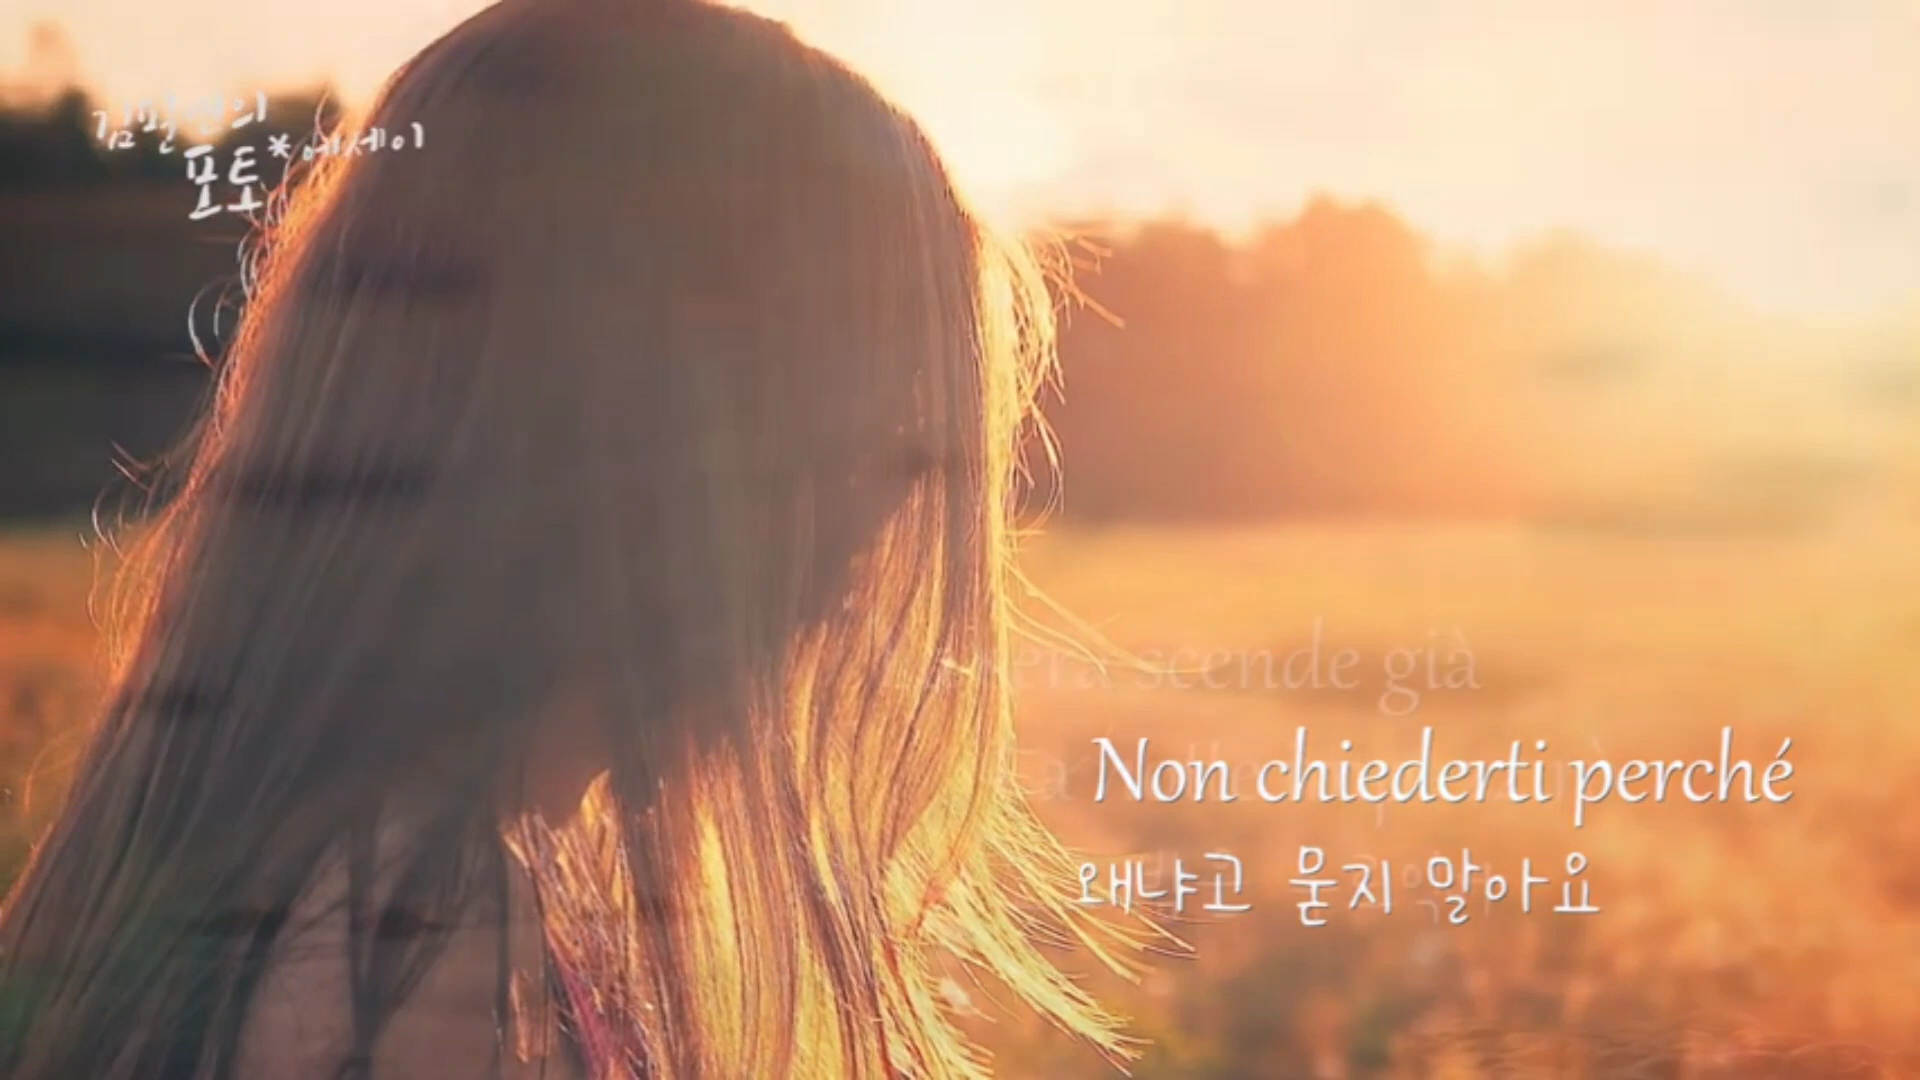 포토*에세이
scende già
Non chiederti perché
왜냐고 묻지 말아요